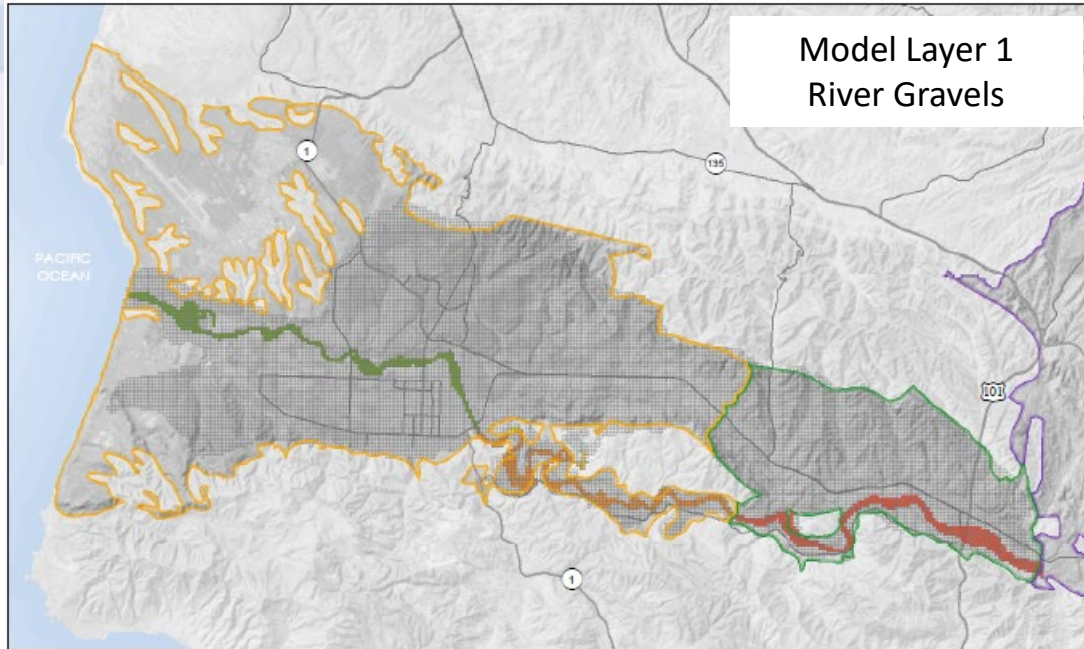 Model Layer 1
River Gravels
1
135
PACIFIC
OCEAN
101
1